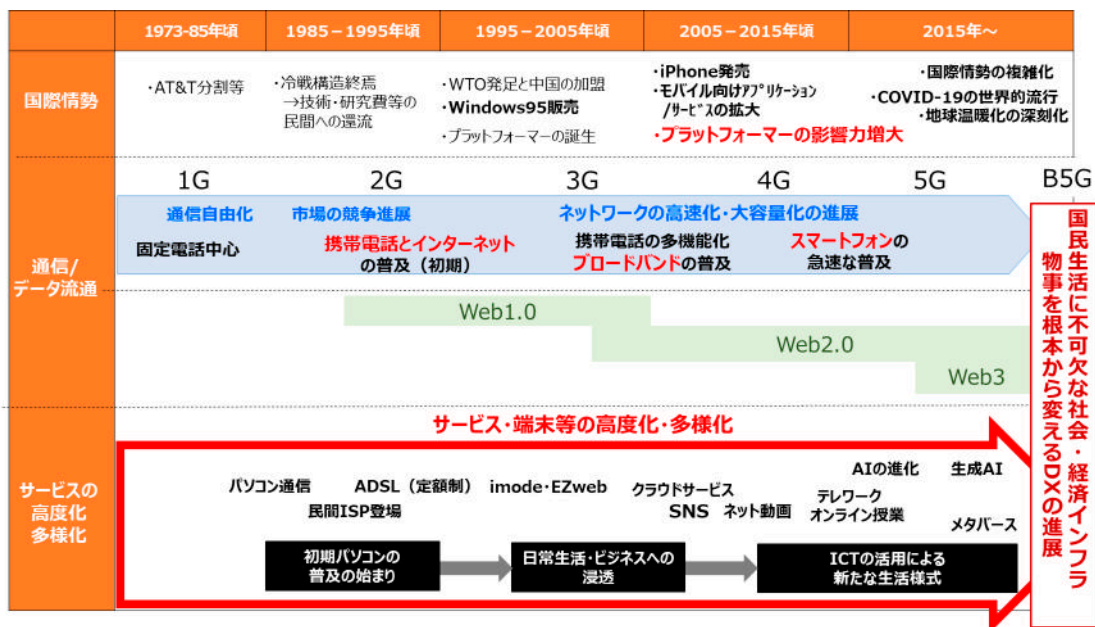 1973-85年頃
1985－1995年頃
1995－2005年頃
2005－2015年頃
2015年～
国際情勢
・AT&T分割等
・冷戦構造終焉
→技術・研究費等の
民間への還流
・WTO発足と中国の加盟
・Windows95販売
・プラットフォーマーの誕生
・iPhone発売
・モバイル向けｱﾌﾟﾘｹｰｼｮﾝ
/ｻｰﾋﾞｽの拡大
・プラットフォーマーの影響力増大
・国際情勢の複雑化
・COVID-19の世界的流行
・地球温暖化の深刻化
通信/
データ流通
1G
2G
3G
4G
5G
B5G
通信自由化
市場の競争進展
ネットワークの高速化・大容量化の進展
固定電話中心
携帯電話とインターネット
の普及（初期）
携帯電話の多機能化
ブロードバンドの普及
スマートフォンの
急速な普及
Web1.0
Web2.0
Web3
サービスの
高度化
多様化
サービス・端末等の高度化・多様化
パソコン通信
ADSL（定額制）
民間ISP登場
imode・EZweb
クラウドサービス
SNS
ネット動画
AIの進化
生成AI
テレワーク
オンライン授業
メタバース
初期パソコンの
普及の始まり
日常生活・ビジネスへの
浸透
ICTの活用による
新たな生活様式
国民生活に不可欠な社会・経済インフラ
物事を根本から変えるDXの進展